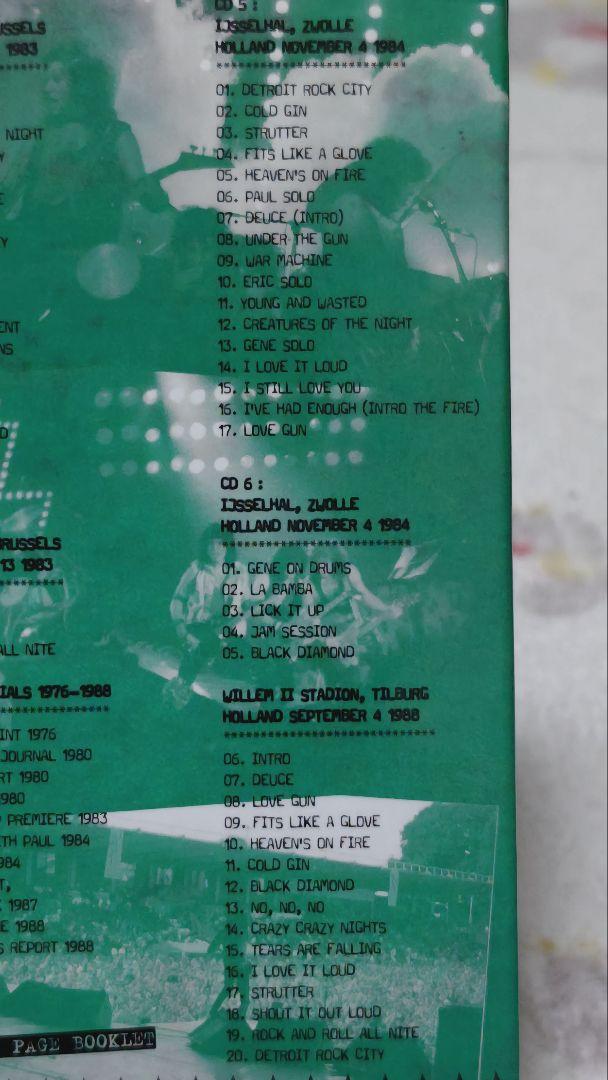 USSELS
1983
NIGHT
Y
E
Y
ENT
NS
D
RUSSELS
13 1983
ALL NITE
IALS 1976-1988
INT 1976
JOURNAL 1980
RT 1980
1980
PREMIERE 1983
TH PAUL 1984
984
T,
1987
E 1988
S REPORT 1988
PAGE BOOKLET
CD 5 :
IJSSELHAL, ZWOLLE
HOLLAND NOVEMBER 4 1984
01. DETROIT ROCK CITY
02. COLD GIN
03. STRUTTER
04. FITS LIKE A GLOVE
05. HEAVEN'S ON FIRE
06. PAUL SOLO
07. DEUCE (INTRO)
08. UNDER THE GUN
09. WAR MACHINE
10. ERIC SOLO
11. YOUNG AND WASTED
12. CREATURES OF THE NIGHT
13. GENE SOLO
14. I LOVE IT LOUD
15. I STILL LOVE YOU
16. I'VE HAD ENOUGH (INTRO THE FIRE)
17. LOVE GUN
CD 6 :
IJSSELHAL, ZWOLLE
HOLLAND NOVEMBER 4 1984
01. GENE ON DRUMS
02. LA BAMBA
03. LICK IT UP
04. JAM SESSION
05. BLACK DIAMOND
WILLEM II STADION, TILBURG
HOLLAND SEPTEMBER 4 1988
06. INTRO
07. DEUCE
08. LOVE GUN
09. FITS LIKE A GLOVE
10. HEAVEN'S ON FIRE
11. COLD GIN
12. BLACK DIAMOND
13. NO, NO, NO
14. CRAZY CRAZY NIGHTS
15. TEARS ARE FALLING
16. I LOVE IT LOUD
17. STRUTTER
18. SHOUT IT OUT LOUD
19. ROCK AND ROLL ALL NITE
20. DETROIT ROCK CITY